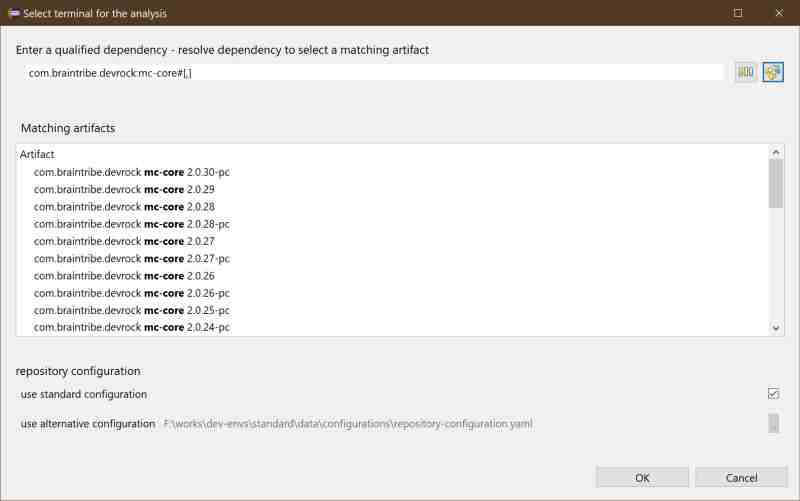 Select terminal for the analysis
Enter a qualified dependency - resolve dependency to select a matching artifact
com.braintribe.devrock:mc-core#[,]
Matching artifacts
Artifact
com.braintribe.devrock mc-core 2.0.30-pc
com.braintribe.devrock mc-core 2.0.29
com.braintribe.devrock mc-core 2.0.28
com.braintribe.devrock mc-core 2.0.28-pc
com.braintribe.devrock mc-core 2.0.27
com.braintribe.devrock mc-core 2.0.27-pc
com.braintribe.devrock mc-core 2.0.26
com.braintribe.devrock mc-core 2.0.26-pc
com.braintribe.devrock mc-core 2.0.25-pc
com.braintribe.devrock mc-core 2.0.24-pc
repository configuration
use standard configuration
use alternative configuration F:\works\dev-envs\standard\data\configurations\repository-configuration.yaml
OK Cancel